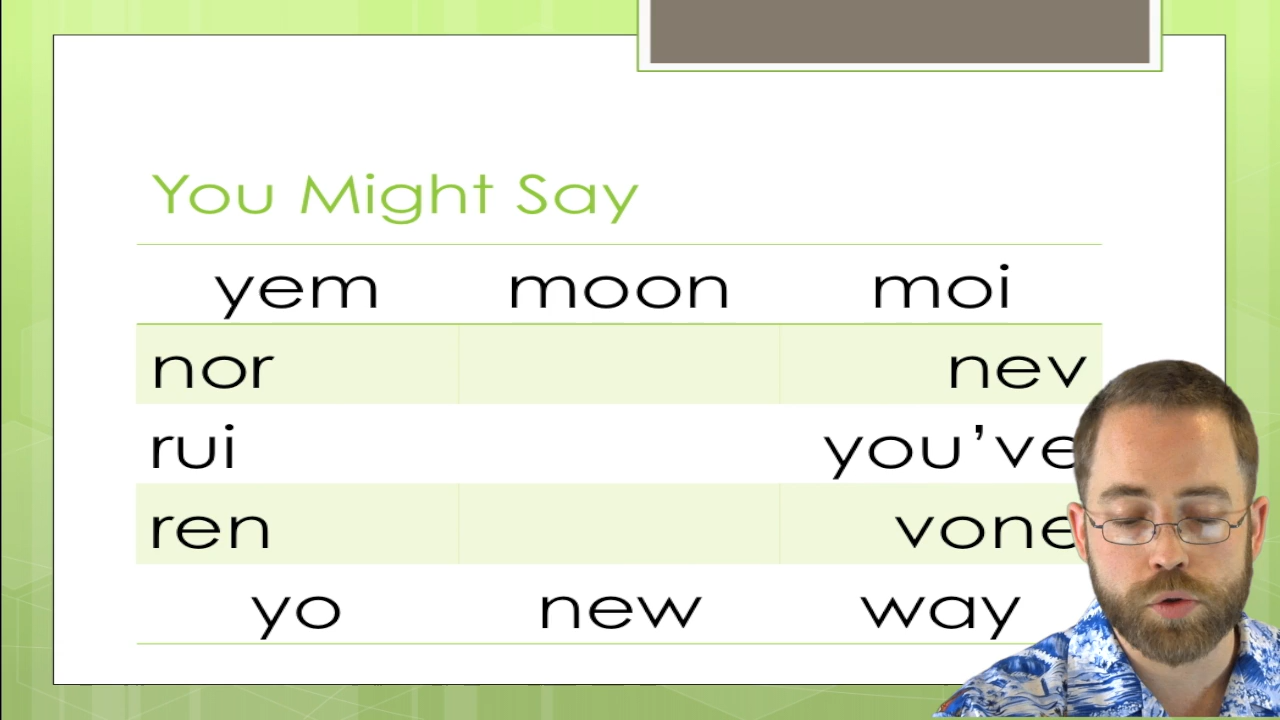 You Might Say
yem moon moi
nor nev
rui you’ve
ren vone
yo new way